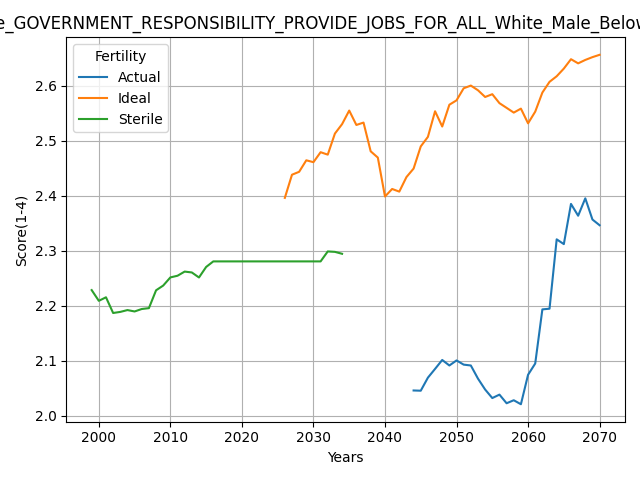 e_GOVERNMENT_RESPONSIBILITY_PROVIDE_JOBS_FOR_ALL_White_Male_Below
Fertility
Actual
Ideal
Sterile
Score(1-4)
2.6
2.5
2.4
2.3
2.2
2.1
2.0
2000 2010 2020 2030 2040 2050 2060 2070
Years